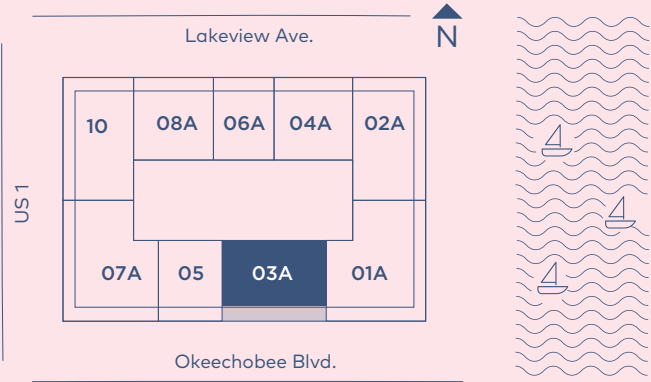 Lakeview Ave.
N
US 1
10
08A
06A
04A
02A
07A
05
03A
01A
Okeechobee Blvd.